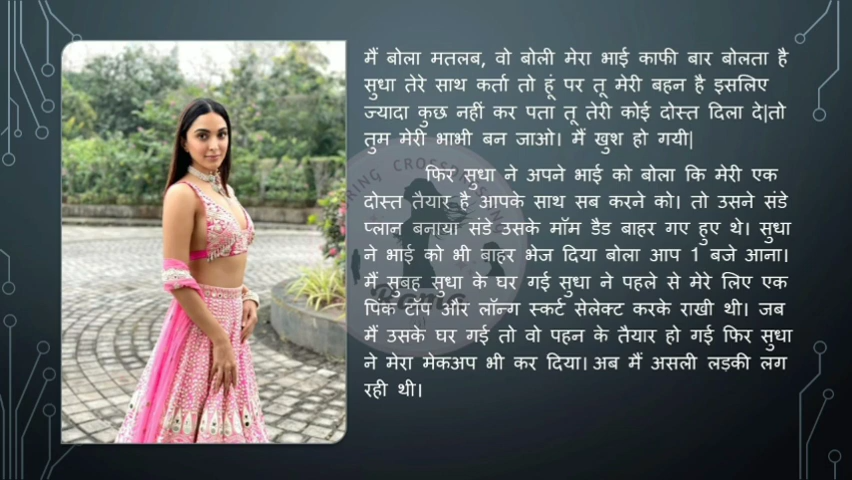 मैं बोला मतलब, वो बोली मेरा भाई काफी बार बोलता है
सुधा तेरे साथ कर्ता तो हूं पर तू मेरी बहन है इसलिए
ज्यादा कुछ नहीं कर पता तू तेरी कोई दोस्त दिला दे|तो
तुम मेरी भाभी बन जाओ। मैं खुश हो गयी|
फिर सुधा ने अपने भाई को बोला कि मेरी एक
दोस्त तैयार है आपके साथ सब करने को। तो उसने संडे
प्लान बनाया संडे उसके मॉम डैड बाहर गए हुए थे। सुधा
ने भाई को भी बाहर भेज दिया बोला आप 1 बजे आना।
मैं सुबह सुधा के घर गई सुधा ने पहले से मेरे लिए एक
पिंक टॉप और लॉन्ग स्कर्ट सेलेक्ट करके राखी थी। जब
मैं उसके घर गई तो वो पहन के तैयार हो गई फिर सुधा
ने मेरा मेकअप भी कर दिया। अब मैं असली लड़की लग
रही थी।
CROSSDRESSING